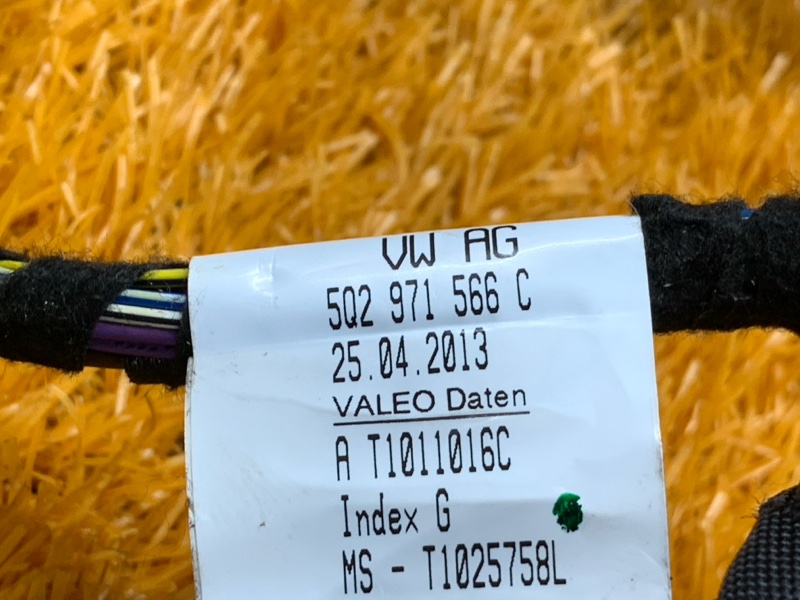 VW AG
5Q2 971 566 C
25.04.2013
VALEO Daten
A T1011016C
Index G
MS - T1025758L